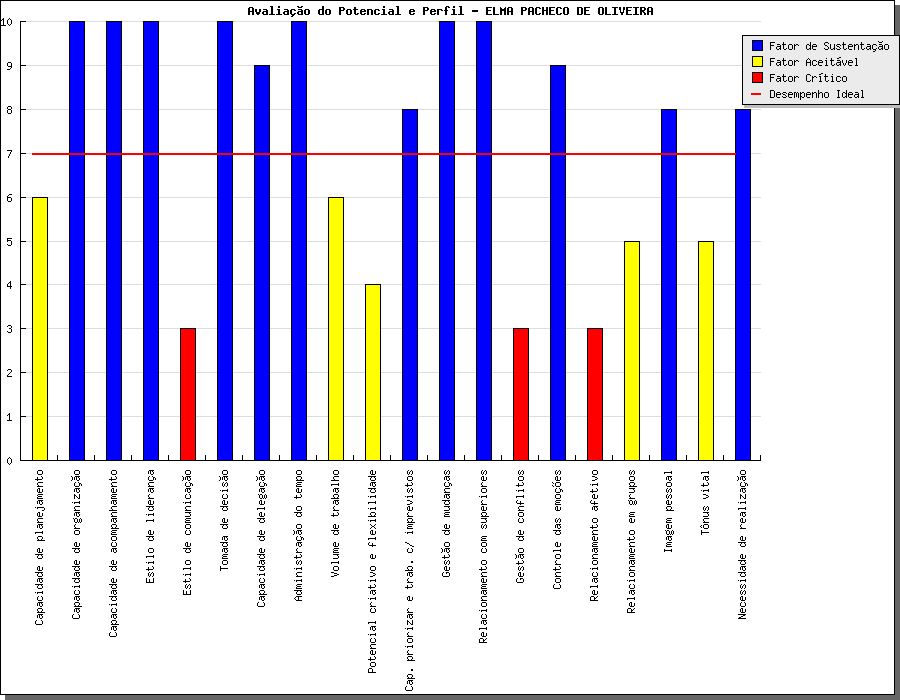 Avaliação do Potencial e Perfil - ELMA PACHECO DE OLIVEIRA
Fator de Sustentação
Fator Aceitável
Fator Crítico
Desempenho Ideal
10
9
8
7
6
5
4
3
2
1
0
Capacidade de planejamento
Capacidade de organização
Capacidade de acompanhamento
Estilo de liderança
Estilo de comunicação
Tomada de decisão
Capacidade de delegação
Administração do tempo
Volume de trabalho
Potencial criativo e flexibilidade
Cap. priorizar e trab. c/ imprevistos
Gestão de mudanças
Relacionamento com superiores
Gestão de conflitos
Controle das emoções
Relacionamento afetivo
Relacionamento em grupos
Imagem pessoal
Tônus vital
Necessidade de realização